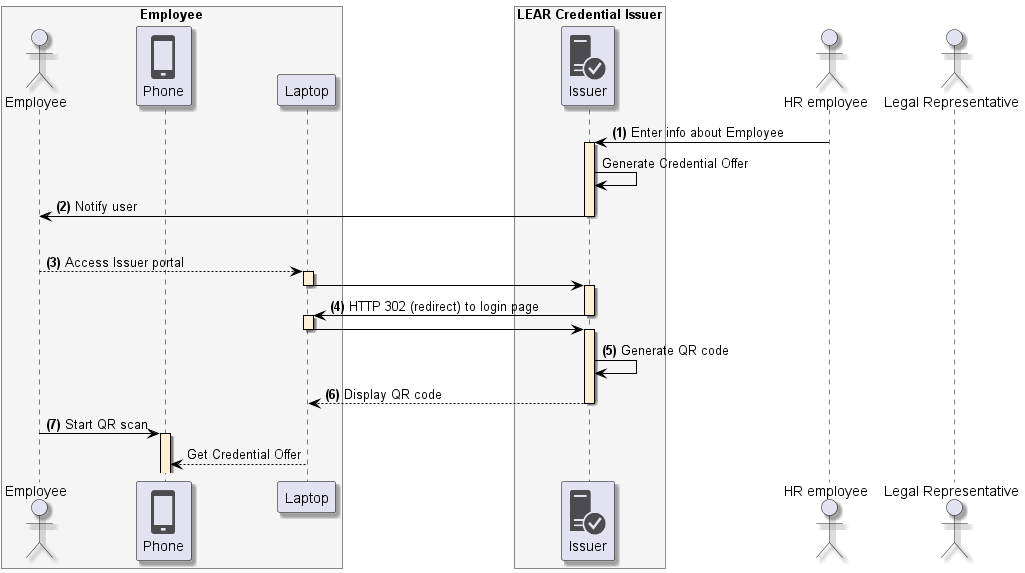 Employee
LEAR Credential Issuer
Employee
Phone
Laptop
Issuer
HR employee
Legal Representative
(1) Enter info about Employee
Generate Credential Offer
(2) Notify user
(3) Access Issuer portal
(4) HTTP 302 (redirect) to login page
(5) Generate QR code
(6) Display QR code
(7) Start QR scan
Get Credential Offer
Employee
Phone
Laptop
Issuer
HR employee
Legal Representative